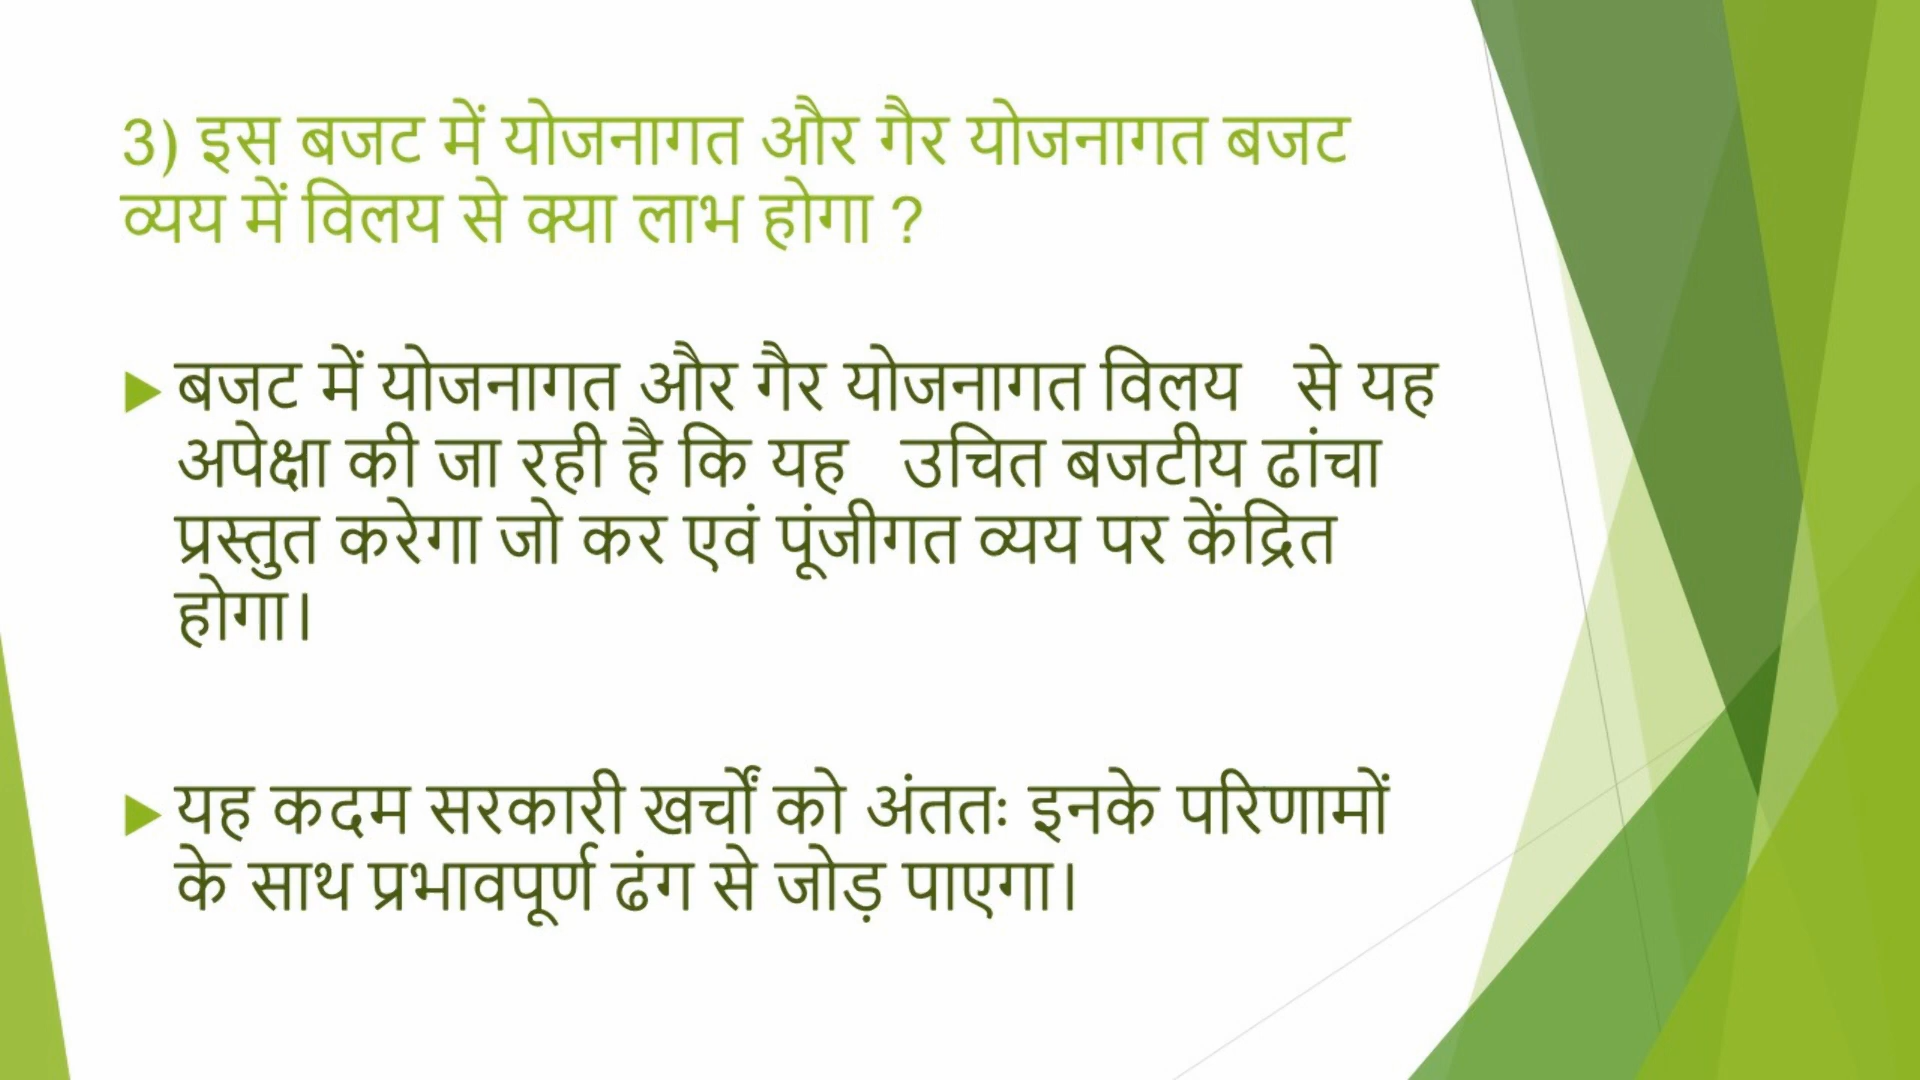 3) इस बजट में योजनागत और गैर योजनागत बजट
व्यय में विलय से क्या लाभ होगा ?
बजट में योजनागत और गैर योजनागत विलय से यह
अपेक्षा की जा रही है कि यह उचित बजटीय ढांचा
प्रस्तुत करेगा जो कर एवं पूंजीगत व्यय पर केंद्रित
होगा।
यह कदम सरकारी खर्चों को अंततः इनके परिणामों
के साथ प्रभावपूर्ण ढंग से जोड़ पाएगा।